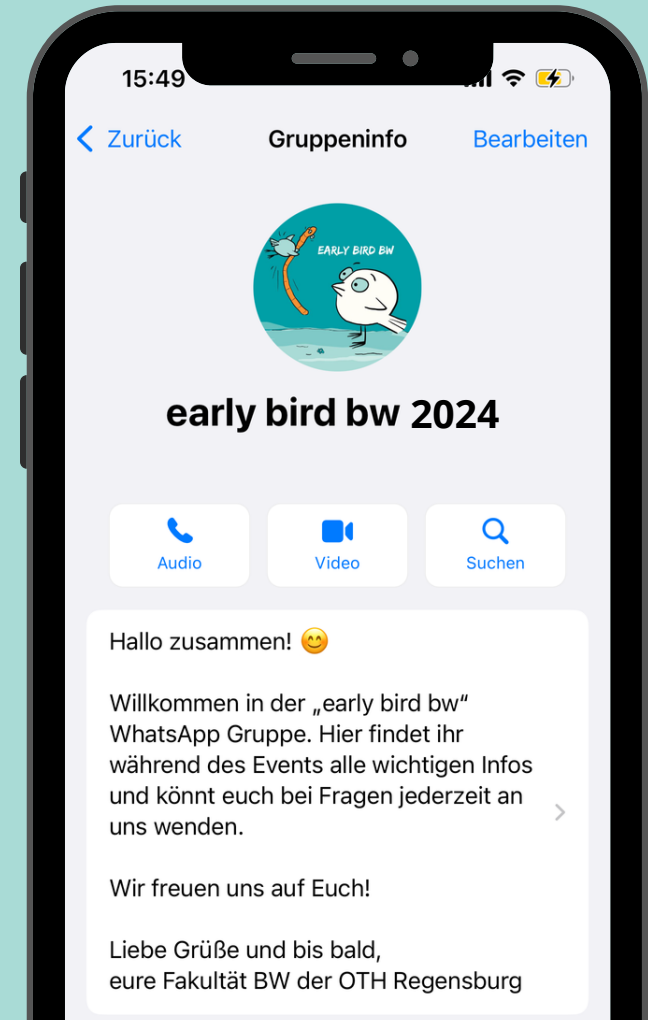 15:49
Zurück
Gruppeninfo
Bearbeiten
EARLY BIRD BW
early bird bw 2024
Audio
Video
Suchen
Hallo zusammen! 😊
Willkommen in der „early bird bw“
WhatsApp Gruppe. Hier findet ihr
während des Events alle wichtigen Infos
und könnt euch bei Fragen jederzeit an
uns wenden.
Wir freuen uns auf Euch!
Liebe Grüße und bis bald,
eure Fakultät BW der OTH Regensburg